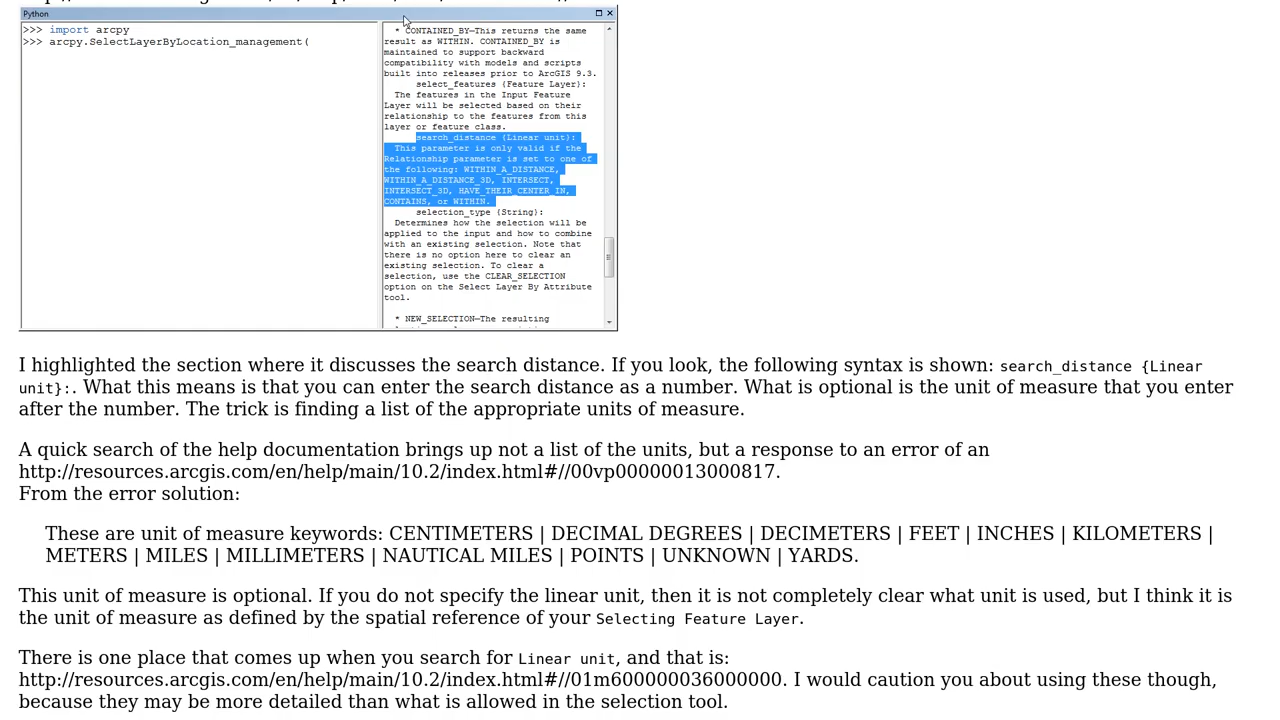 Python
>>> import arcpy
>>> arcpy.SelectLayerByLocation_management(
* CONTAINED_BY—This returns the same
result as WITHIN. CONTAINED_BY is
maintained to support backward
compatibility with models and scripts
built into releases prior to ArcGIS 9.3.
select_features {Feature Layer}:
The features in the Input Feature
Layer will be selected based on their
relationship to the features from this
layer or feature class.
search_distance {Linear unit}:
This parameter is only valid if the
Relationship parameter is set to one of
the following: WITHIN_A_DISTANCE,
WITHIN_A_DISTANCE_3D, INTERSECT,
INTERSECT_3D, HAVE_THEIR_CENTER_IN,
CONTAINS, or WITHIN.
selection_type {String}:
Determines how the selection will be
applied to the input and how to combine
with an existing selection. Note that
there is no option here to clear an
existing selection. To clear a
selection, use the CLEAR_SELECTION
option on the Select Layer By Attribute
tool.
* NEW_SELECTION—The resulting
I highlighted the section where it discusses the search distance. If you look, the following syntax is shown: search_distance {Linear
unit}:. What this means is that you can enter the search distance as a number. What is optional is the unit of measure that you enter
after the number. The trick is finding a list of the appropriate units of measure.
A quick search of the help documentation brings up not a list of the units, but a response to an error of an
http://resources.arcgis.com/en/help/main/10.2/index.html#//00vp00000013000817.
From the error solution:
These are unit of measure keywords: CENTIMETERS | DECIMAL DEGREES | DECIMETERS | FEET | INCHES | KILOMETERS |
METERS | MILES | MILLIMETERS | NAUTICAL MILES | POINTS | UNKNOWN | YARDS.
This unit of measure is optional. If you do not specify the linear unit, then it is not completely clear what unit is used, but I think it is
the unit of measure as defined by the spatial reference of your Selecting Feature Layer.
There is one place that comes up when you search for Linear unit, and that is:
http://resources.arcgis.com/en/help/main/10.2/index.html#//01m600000036000000. I would caution you about using these though,
because they may be more detailed than what is allowed in the selection tool.